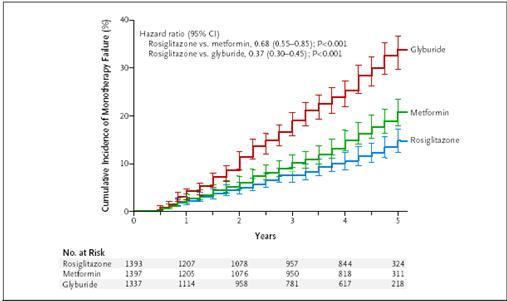 Cumulative Incidence of Monotherapy Failure (%)
40
30
20
10
0
Hazard ratio (95% CI)
Rosiglitazone vs. metformin, 0.68 (0.55–0.85); P<0.001
Rosiglitazone vs. glyburide, 0.37 (0.30–0.45); P<0.001
Glyburide
Metformin
Rosiglitazone
0 1 2 3 4 5
Years
No. at Risk
Rosiglitazone 1393 1207 1078 957 844 324
Metformin 1397 1205 1076 950 818 311
Glyburide 1337 1114 958 781 617 218